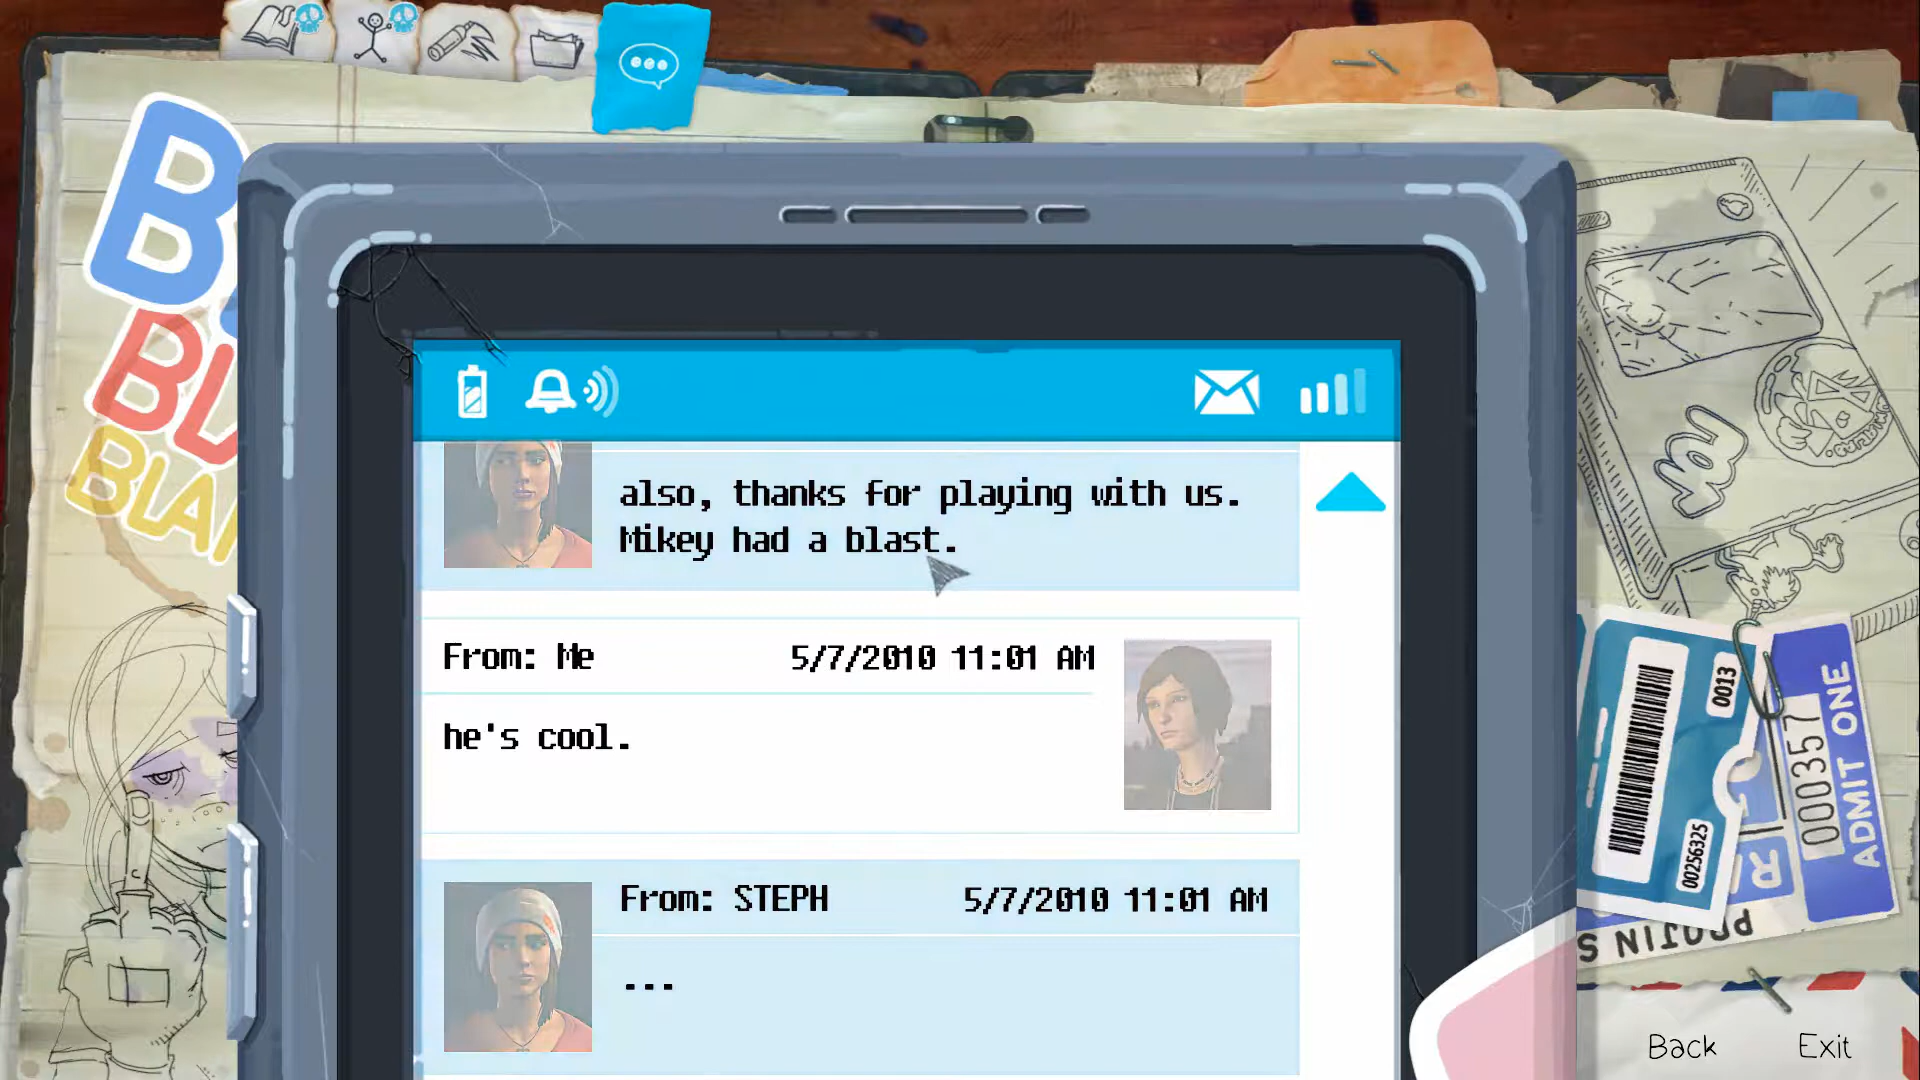 also, thanks for playing with us.
Mikey had a blast.
From: Me
5/7/2010 11:01 AM
he's cool.
From: STEPH
5/7/2010 11:01 AM
...
0013
00256325
000357
ADMIT ONE
Back
Exit